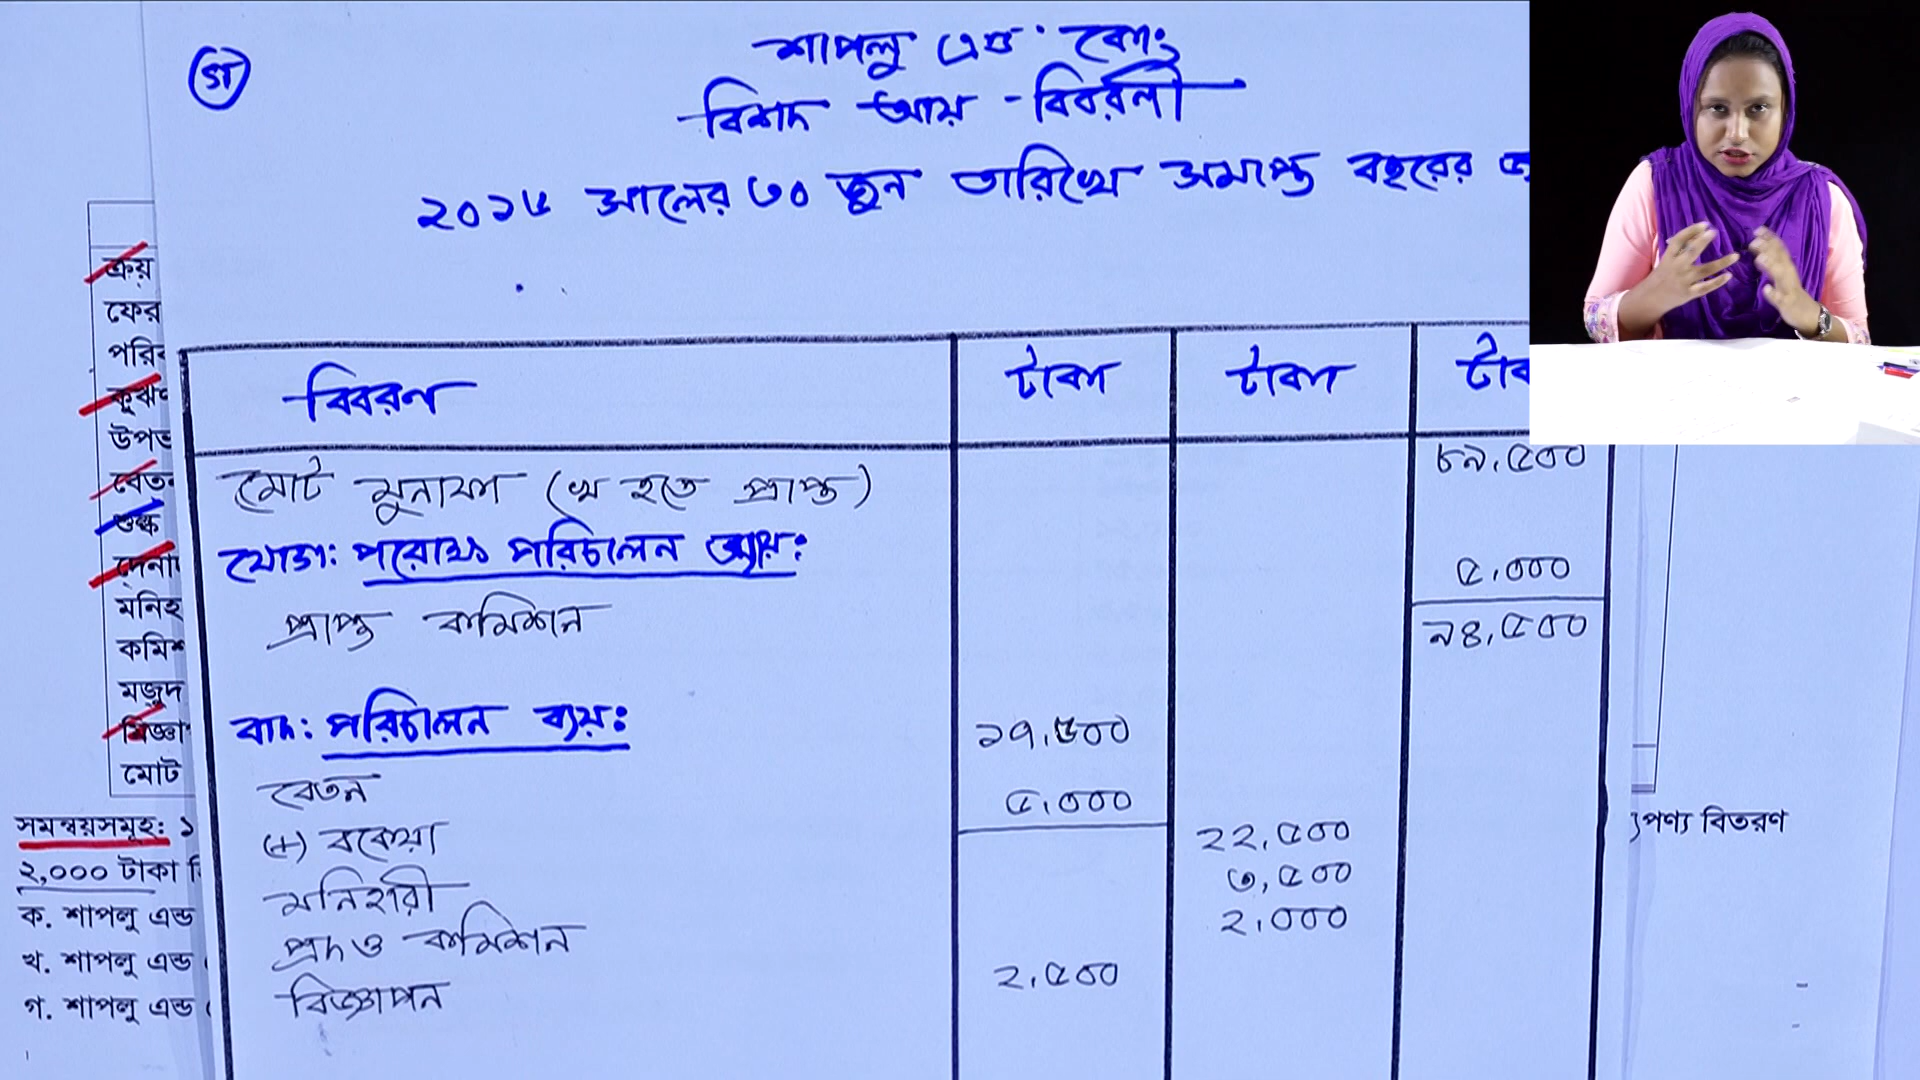 গ
শাপলু এন্ড কোং
বিশদ আয়-বিবরণী
২০১৫ সালের ৩০ জুন তারিখে সমাপ্ত বছরের
বিবরণ টাকা টাকা টাকা
মোট মুনাফা (খ হতে প্রাপ্ত) ৮৯,৫০০
যোগ: পরোক্ষ পরিচালন আয়: ৫,০০০
প্রাপ্ত কমিশন ৯৪,৫০০
বাদ: পরিচালন ব্যয়: ১৭,৫০০
বেতন ৫,০০০
(+) বকেয়া ২২,৫০০
মনিহারী ৩,৫০০
প্রদত্ত কমিশন ২,০০০
বিজ্ঞাপন ২,৫০০
ক্রয়
ফের
পরিব
উপভ
বেতন
শুল্ক
দেনা
মনিহ
কমিশ
মজুদ
বিজ্ঞা
মোট
সমন্বয়সমূহ: ১ পণ্য বিতরণ
২,০০০ টাকা বি
ক. শাপলু এন্ড
খ. শাপলু এন্ড
গ. শাপলু এন্ড